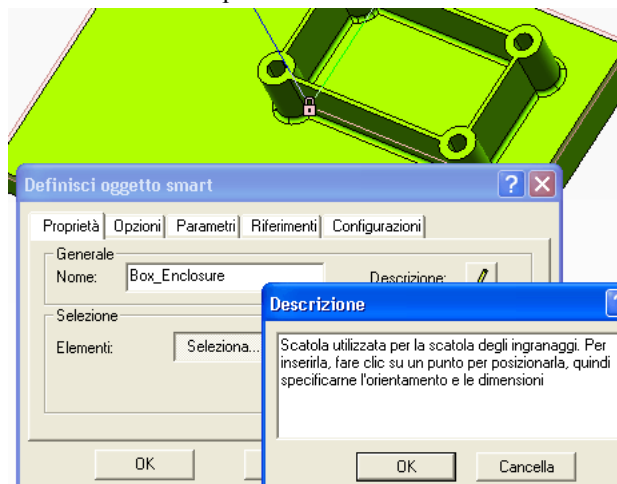 Definisci oggetto smart
Proprietà Opzioni Parametri Riferimenti Configurazioni
Generale
Nome: Box_Enclosure Descrizione:
Selezione
Elementi: Seleziona...
OK
Descrizione
Scatola utilizzata per la scatola degli ingranaggi. Per
inserirla, fare clic su un punto per posizionarla, quindi
specificarne l'orientamento e le dimensioni
OK Cancella